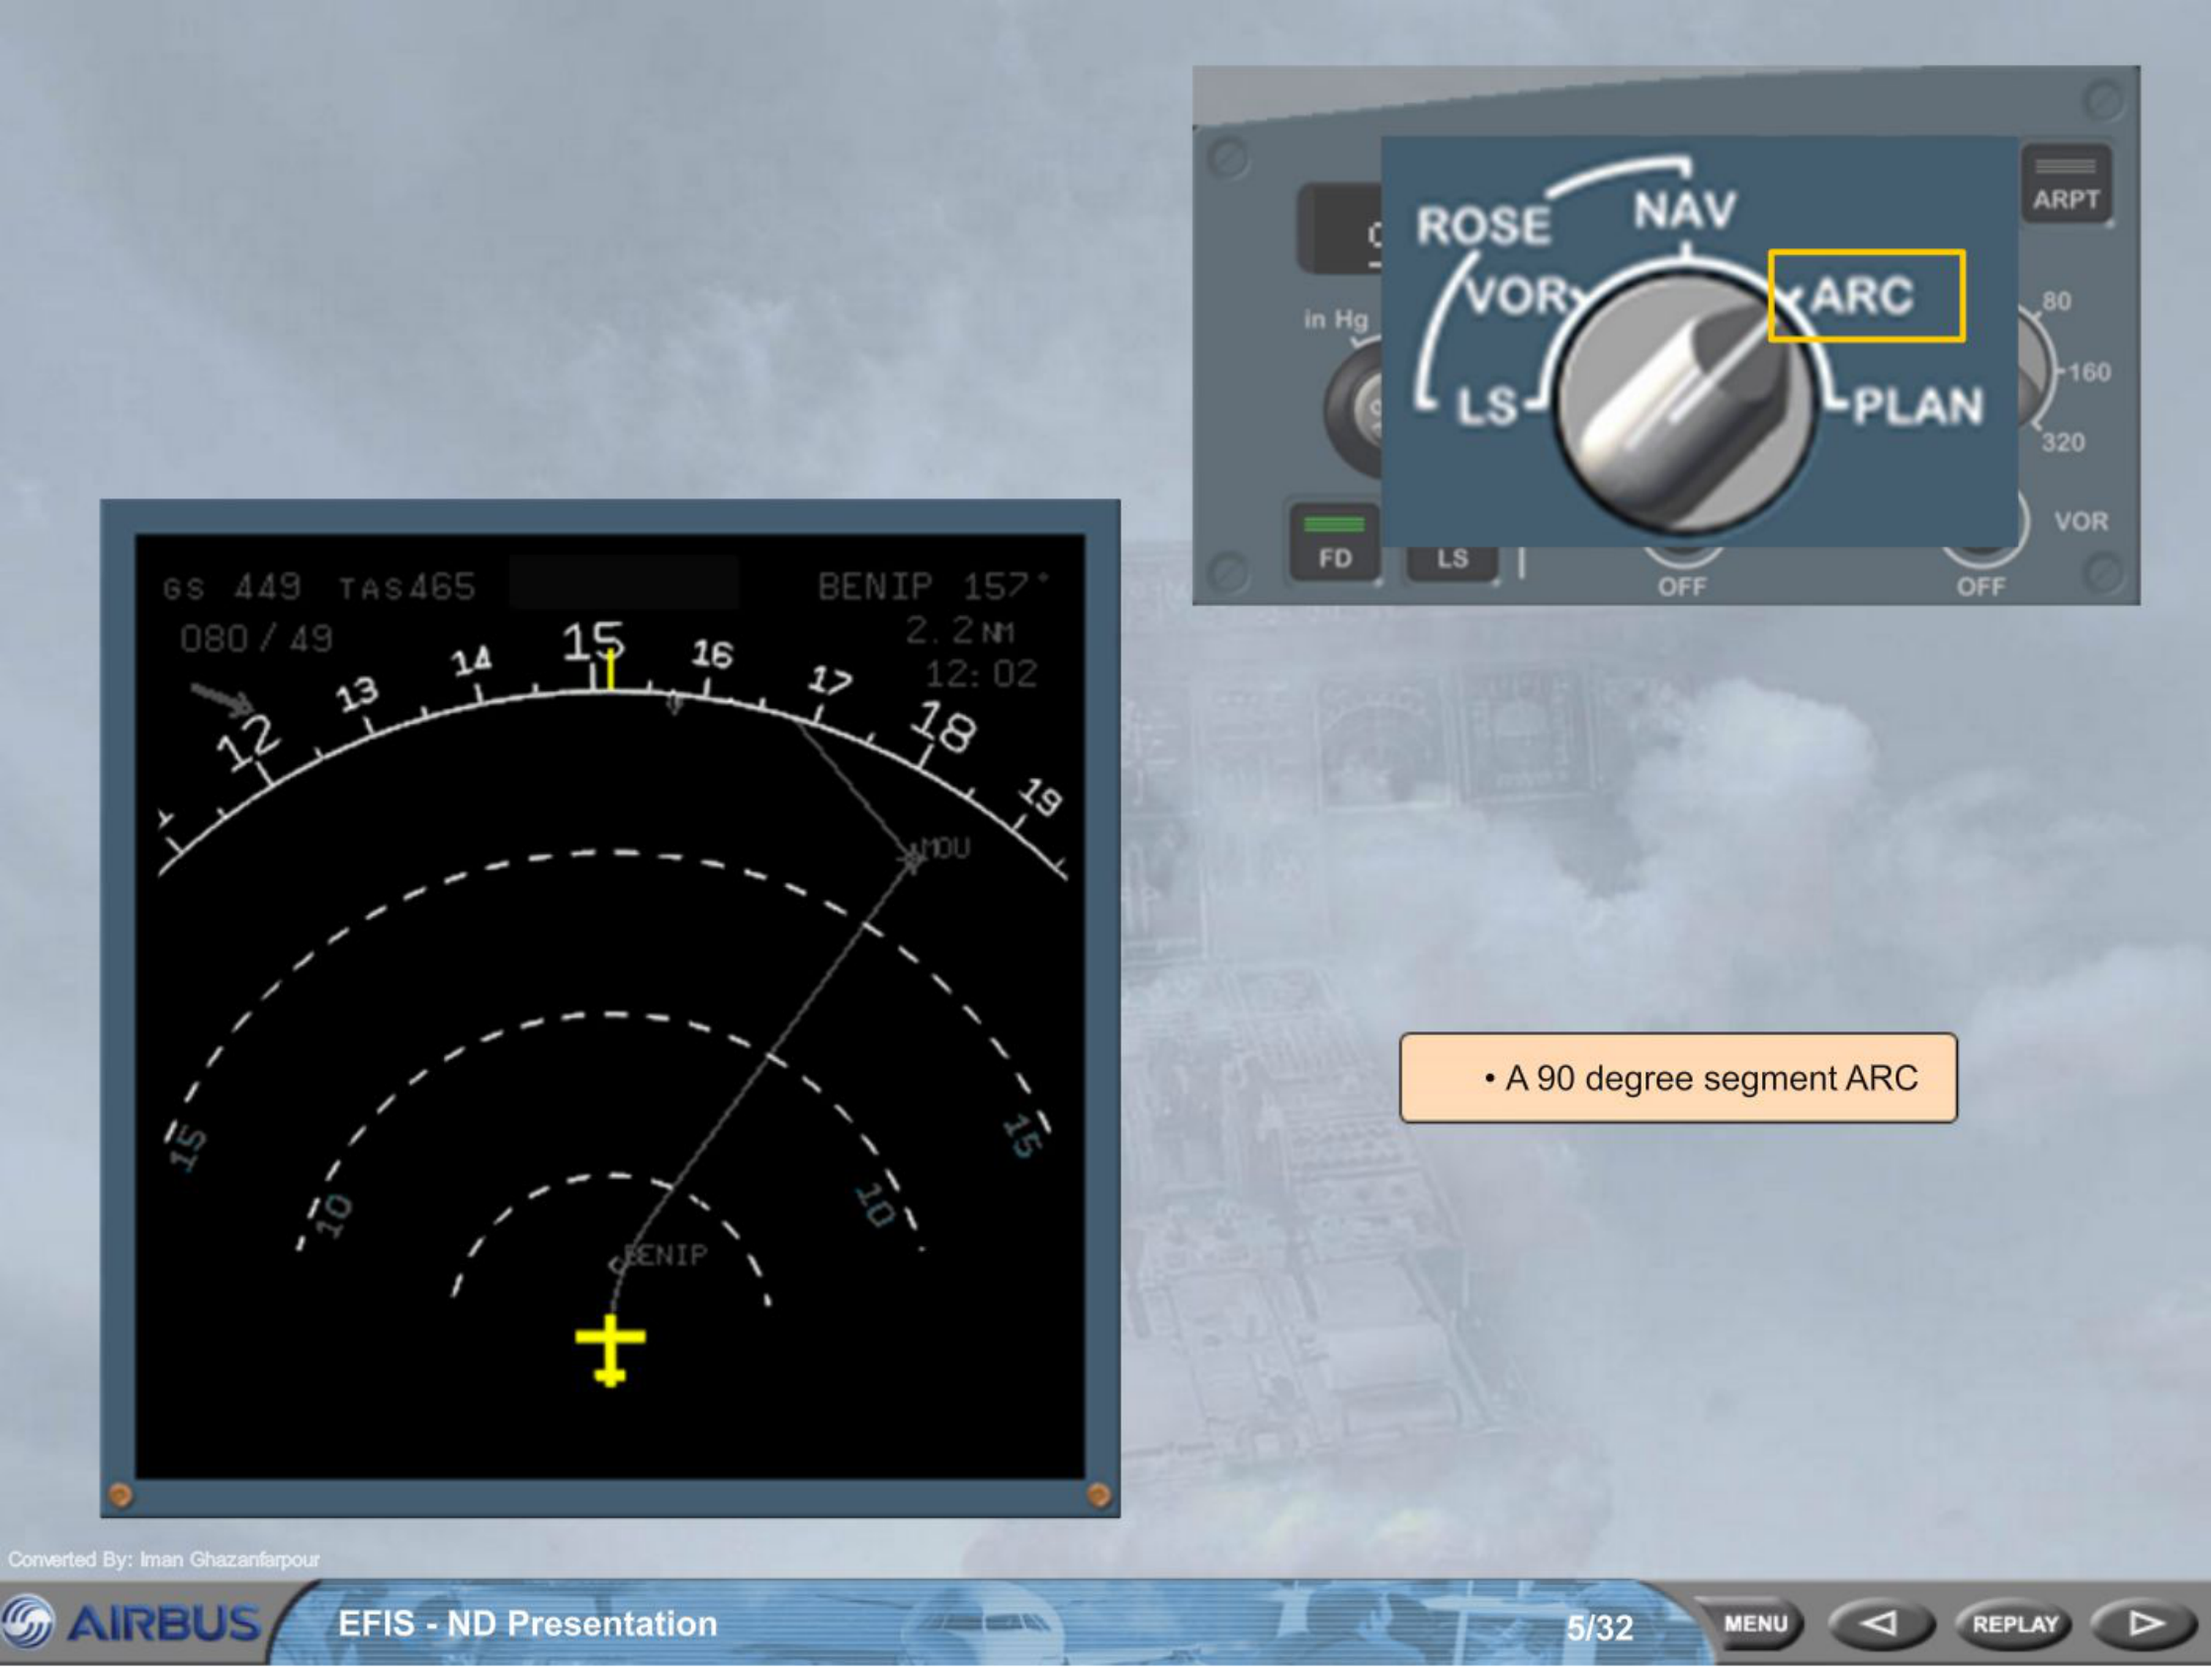 ROSE
NAV
VOR
ARC
LS
PLAN
in Hg
ARPT
80
160
320
FD
LS
OFF
VOR
OFF
GS 449 TAS465
BENIP 157°
080 / 49
2.2 NM
12:02
12
13
14
15
16
17
18
19
MOU
15
15
10
10
BENIP
• A 90 degree segment ARC
Converted By: Iman Ghazanfarpour
AIRBUS
EFIS - ND Presentation
5/32
MENU
REPLAY